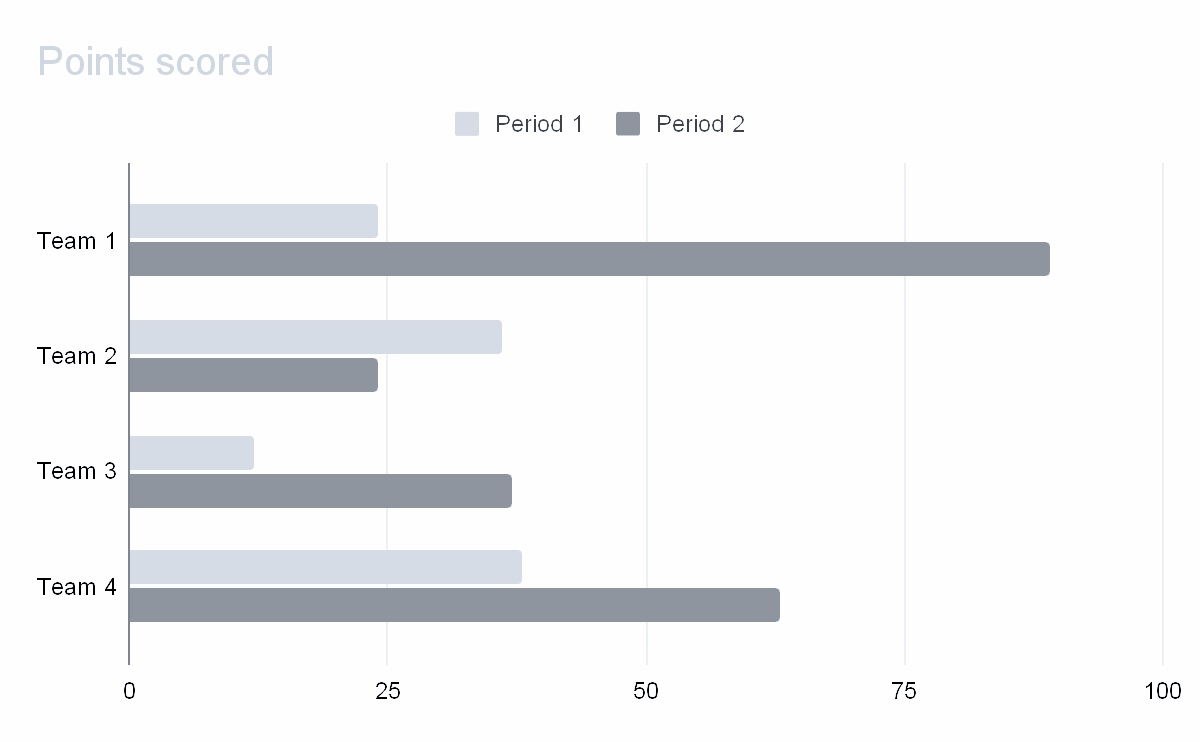 Points scored
Period 1 Period 2
Team 1
Team 2
Team 3
Team 4
0 25 50 75 100